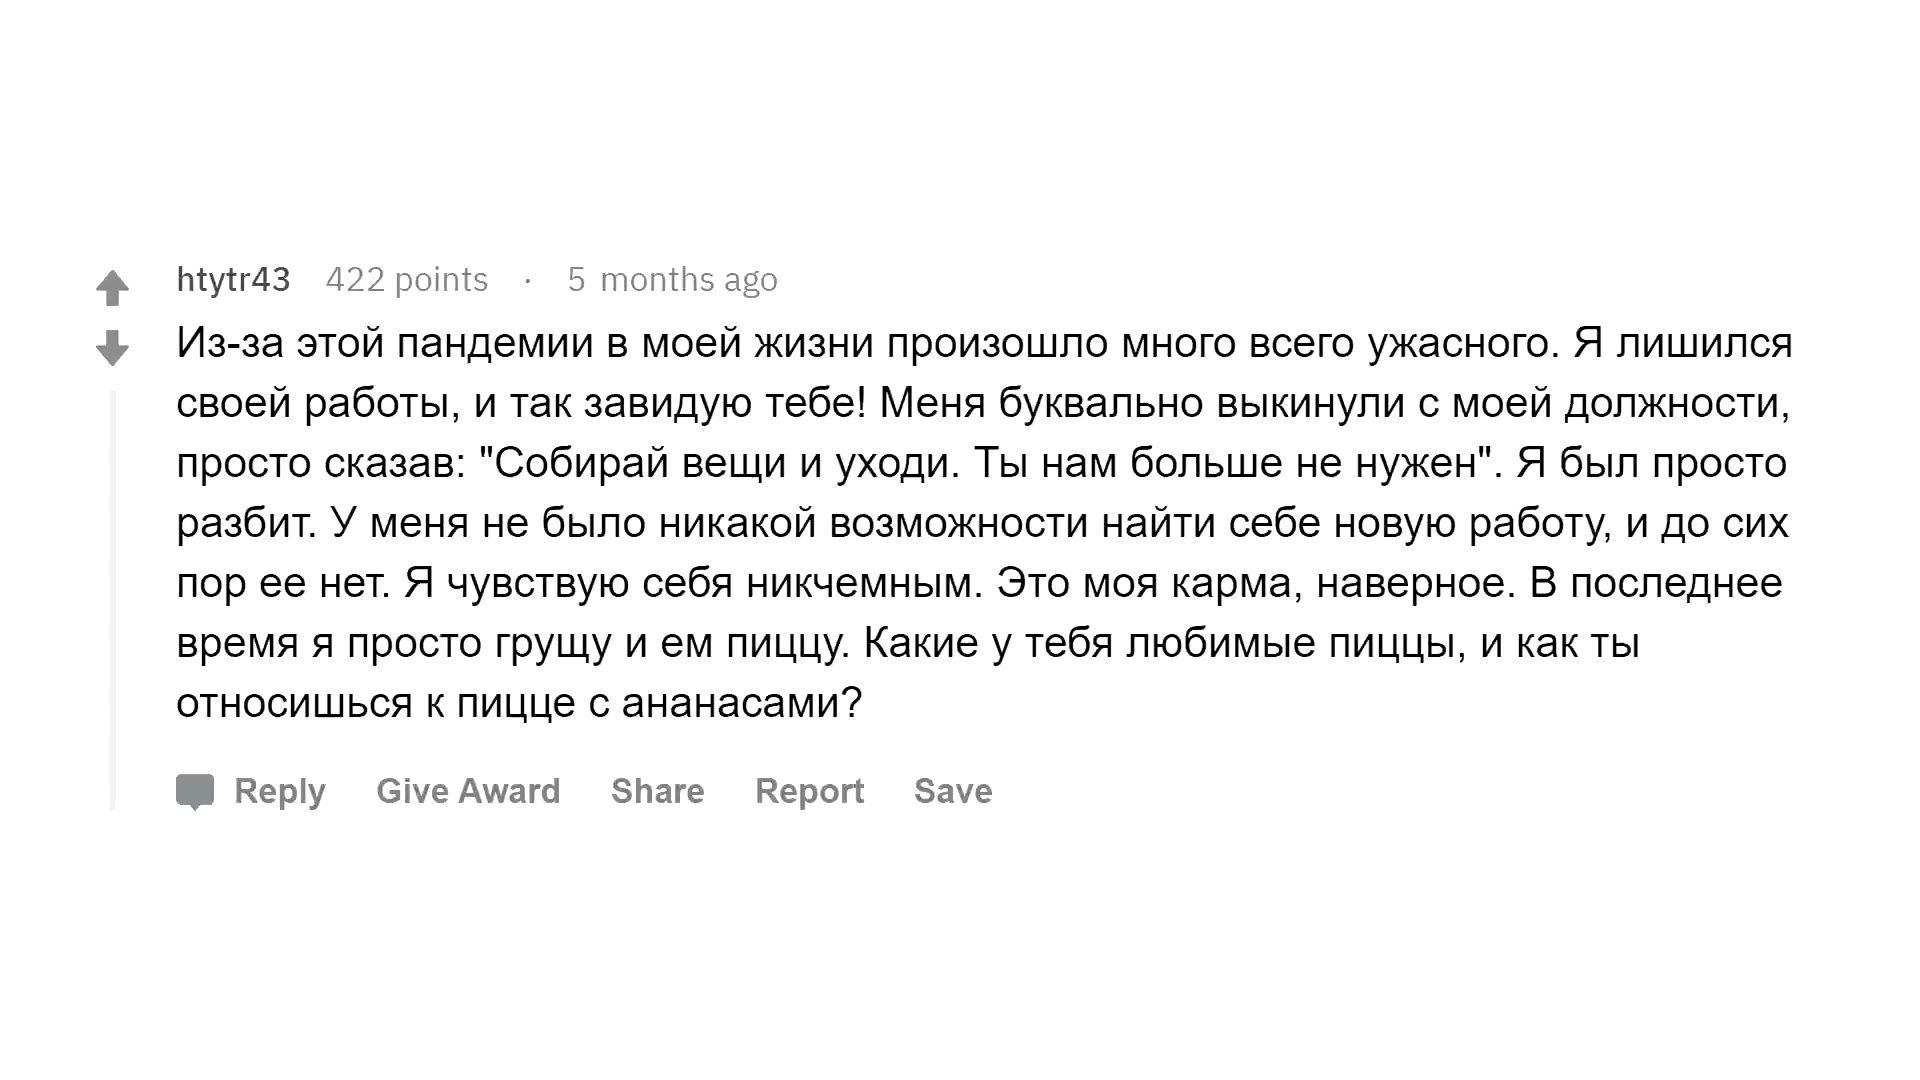 htytr43 422 points · 5 months ago
Из-за этой пандемии в моей жизни произошло много всего ужасного. Я лишился
своей работы, и так завидую тебе! Меня буквально выкинули с моей должности,
просто сказав: "Собирай вещи и уходи. Ты нам больше не нужен". Я был просто
разбит. У меня не было никакой возможности найти себе новую работу, и до сих
пор ее нет. Я чувствую себя никчемным. Это моя карма, наверное. В последнее
время я просто грущу и ем пиццу. Какие у тебя любимые пиццы, и как ты
относишься к пицце с ананасами?
Reply Give Award Share Report Save